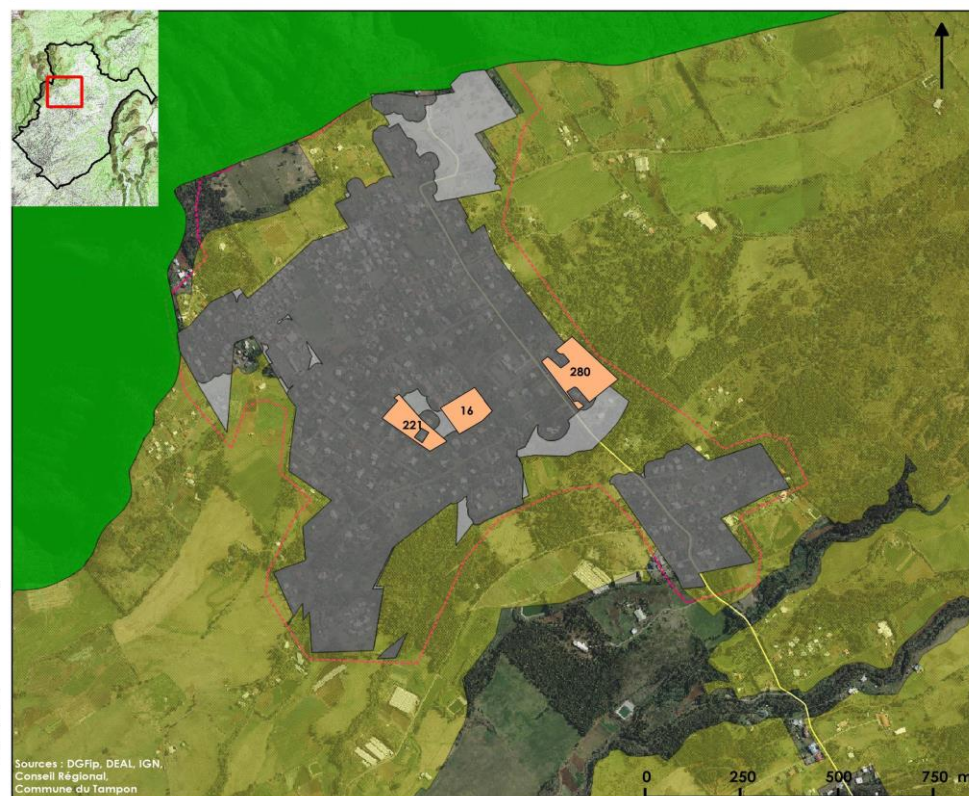 280
16
221
Sources : DGFip, DEAL, IGN,
Conseil Régional,
Commune du Tampon
0 250 500 750 m